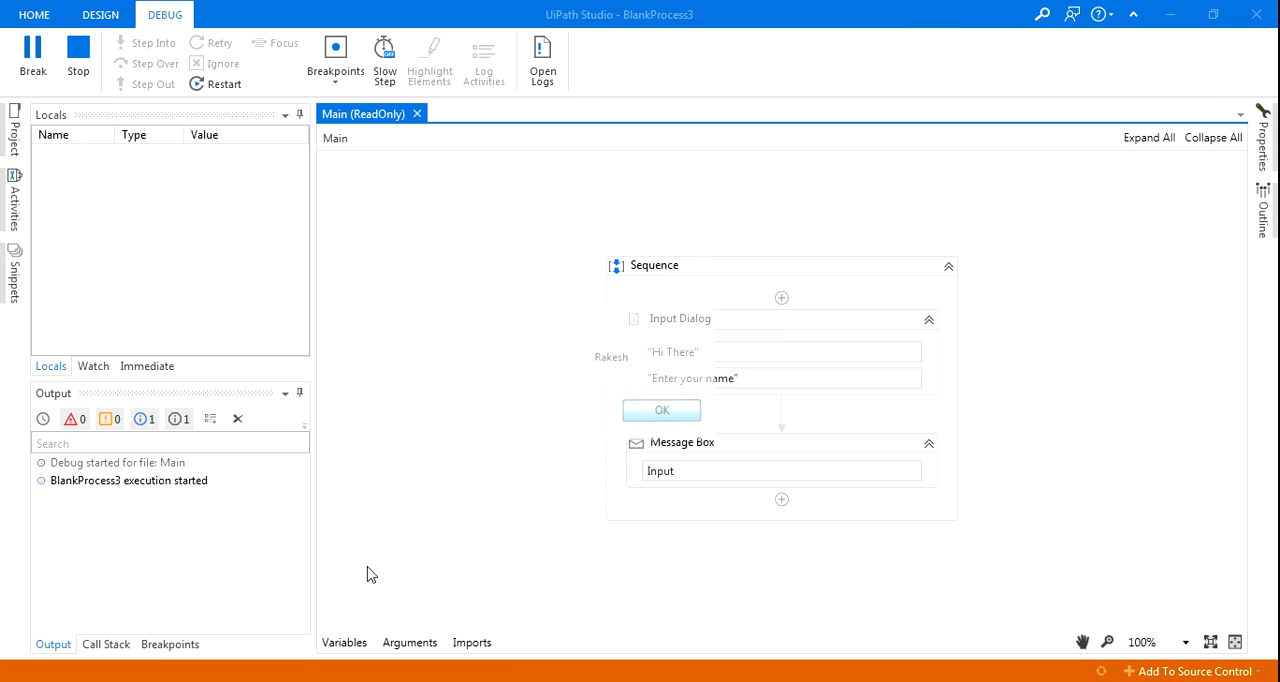 HOME DESIGN DEBUG UiPath Studio - BlankProcess3
Break Stop Step Into Step Over Step Out Retry Ignore Restart Focus Breakpoints Slow Step Highlight Elements Log Activities Open Logs
OFF
Project
Activities
Snippets
Locals
Name Type Value
Locals Watch Immediate
Output
0 0 1 1
Search
Debug started for file: Main
BlankProcess3 execution started
Output Call Stack Breakpoints
Main (ReadOnly)
Main Expand All Collapse All
Sequence
Input Dialog
"Hi There"
Rakesh
"Enter your name"
OK
Message Box
Input
Variables Arguments Imports 100%
Properties
Outline
Add To Source Control